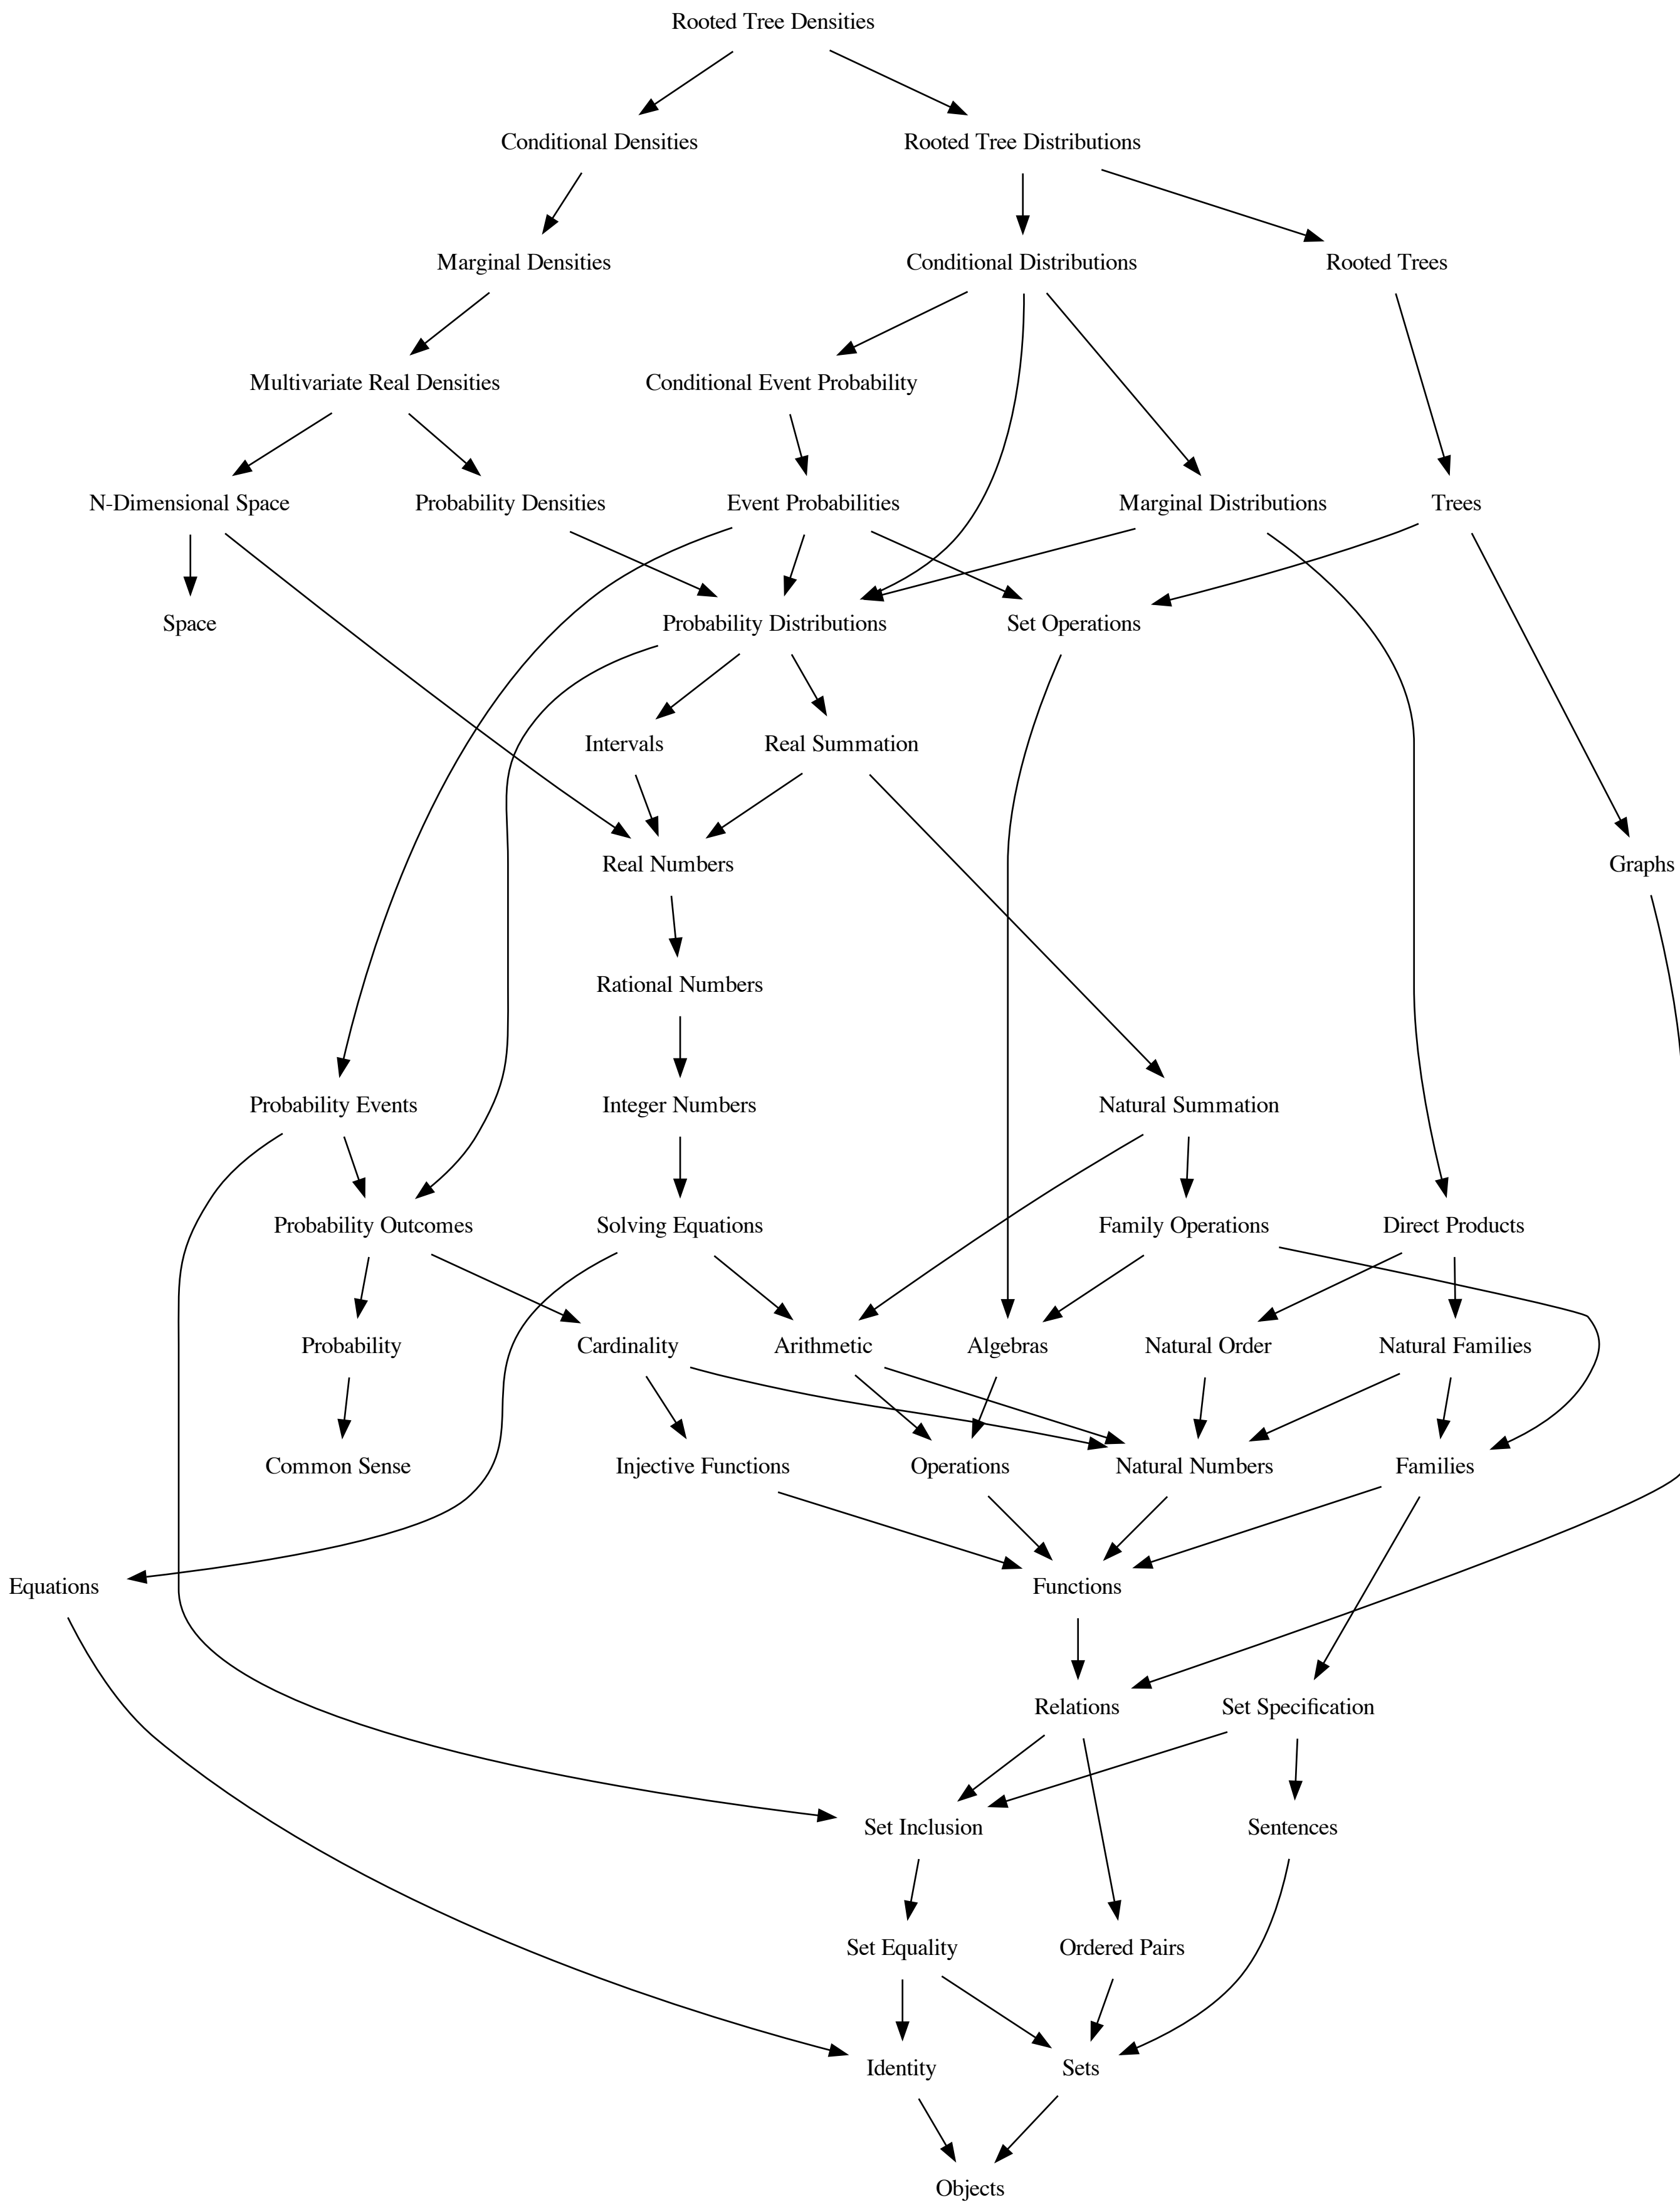 Rooted Tree Densities
Conditional Densities
Rooted Tree Distributions
Marginal Densities
Conditional Distributions
Rooted Trees
Multivariate Real Densities
Conditional Event Probability
N-Dimensional Space
Probability Densities
Event Probabilities
Marginal Distributions
Trees
Space
Probability Distributions
Set Operations
Intervals
Real Summation
Real Numbers
Graphs
Rational Numbers
Probability Events
Integer Numbers
Natural Summation
Probability Outcomes
Solving Equations
Family Operations
Direct Products
Probability
Cardinality
Arithmetic
Algebras
Natural Order
Natural Families
Common Sense
Injective Functions
Operations
Natural Numbers
Families
Equations
Functions
Relations
Set Specification
Set Inclusion
Sentences
Set Equality
Ordered Pairs
Identity
Sets
Objects